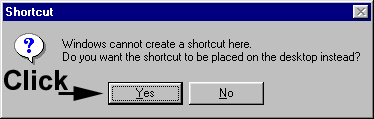 Shortcut
Windows cannot create a shortcut here.
Do you want the shortcut to be placed on the desktop instead?
Click
Yes No